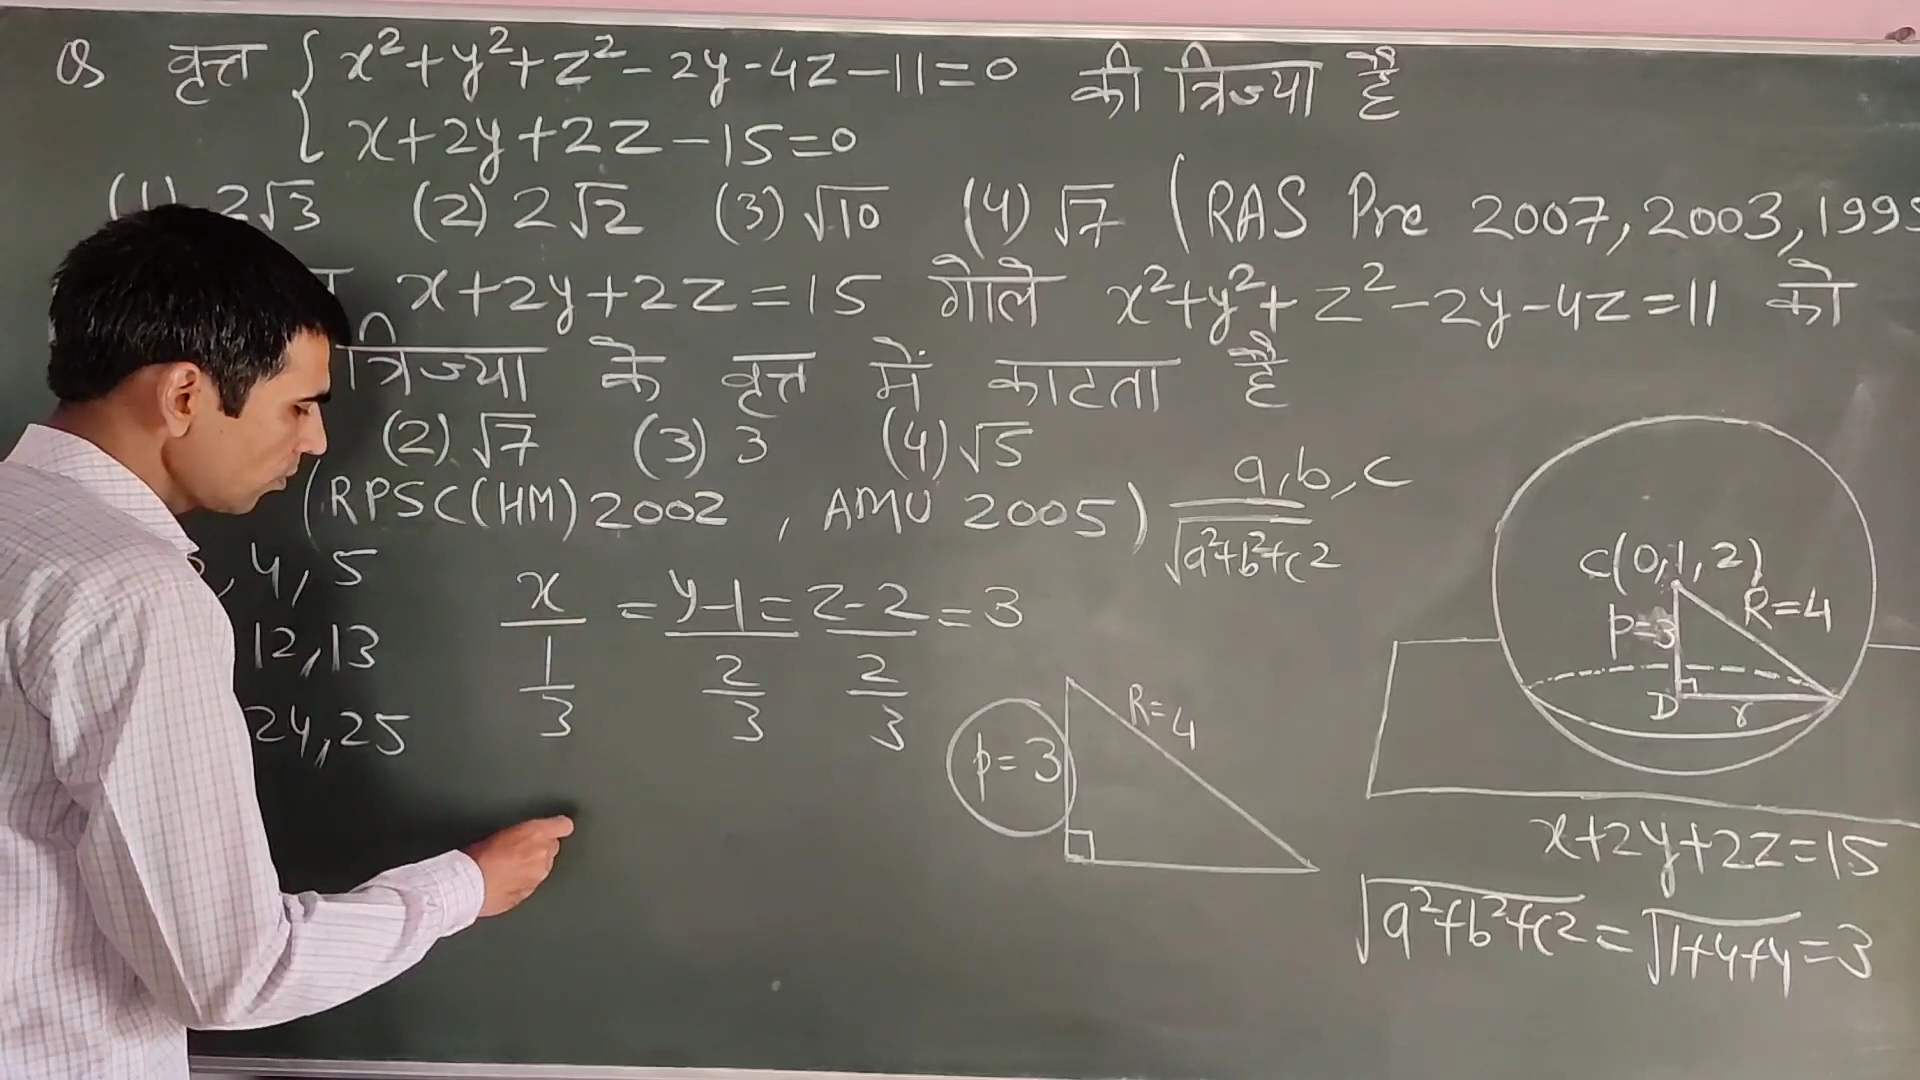 Q वृत्त { x²+y²+z²-2y-4z-11=0 की त्रिज्या है
x+2y+2z-15=0
(1) 2√3 (2) 2√2 (3) √10 (4) √7 (RAS Pre 2007, 2003, 199
x+2y+2z=15 गोले x²+y²+z²-2y-4z=11 को
त्रिज्या के वृत्त में काटता है
(2) √7 (3) 3 (4) √5
(RPSC(HM) 2002, AMU 2005)
a, b, c
√a²+b²+c²
, 4, 5
12, 13
24, 25
x/(1/3) = (y-1)/(2/3) = (z-2)/(2/3) = 3
p=3
R=4
C(0,1,2)
p=3
R=4
D
r
x+2y+2z=15
√a²+b²+c² = √1+4+4 = 3